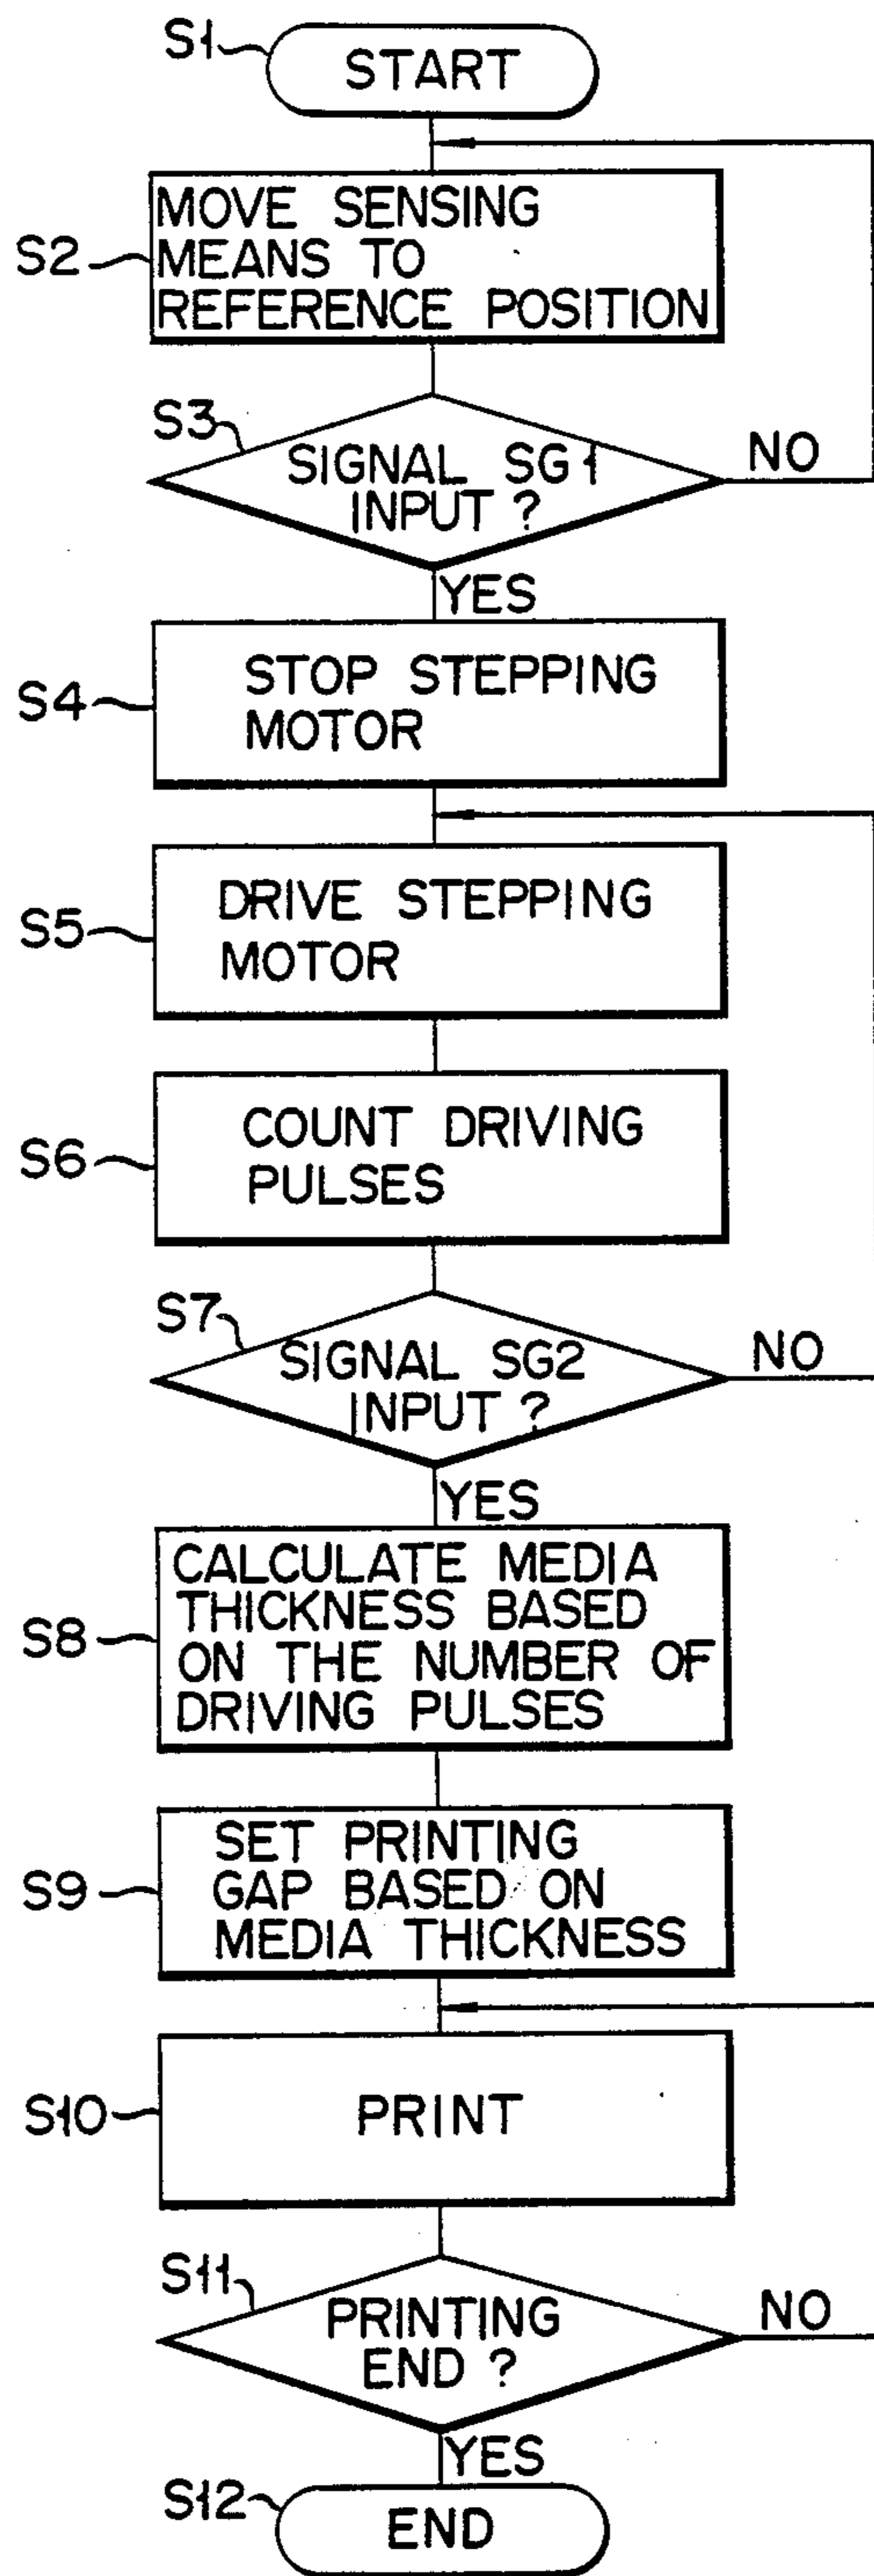 S1
START
S2
MOVE SENSING
MEANS TO
REFERENCE POSITION
S3
SIGNAL SG1
INPUT ?
NO
YES
S4
STOP STEPPING
MOTOR
S5
DRIVE STEPPING
MOTOR
S6
COUNT DRIVING
PULSES
S7
SIGNAL SG2
INPUT ?
NO
YES
S8
CALCULATE MEDIA
THICKNESS BASED
ON THE NUMBER OF
DRIVING PULSES
S9
SET PRINTING
GAP BASED ON
MEDIA THICKNESS
S10
PRINT
S11
PRINTING
END ?
NO
YES
S12
END